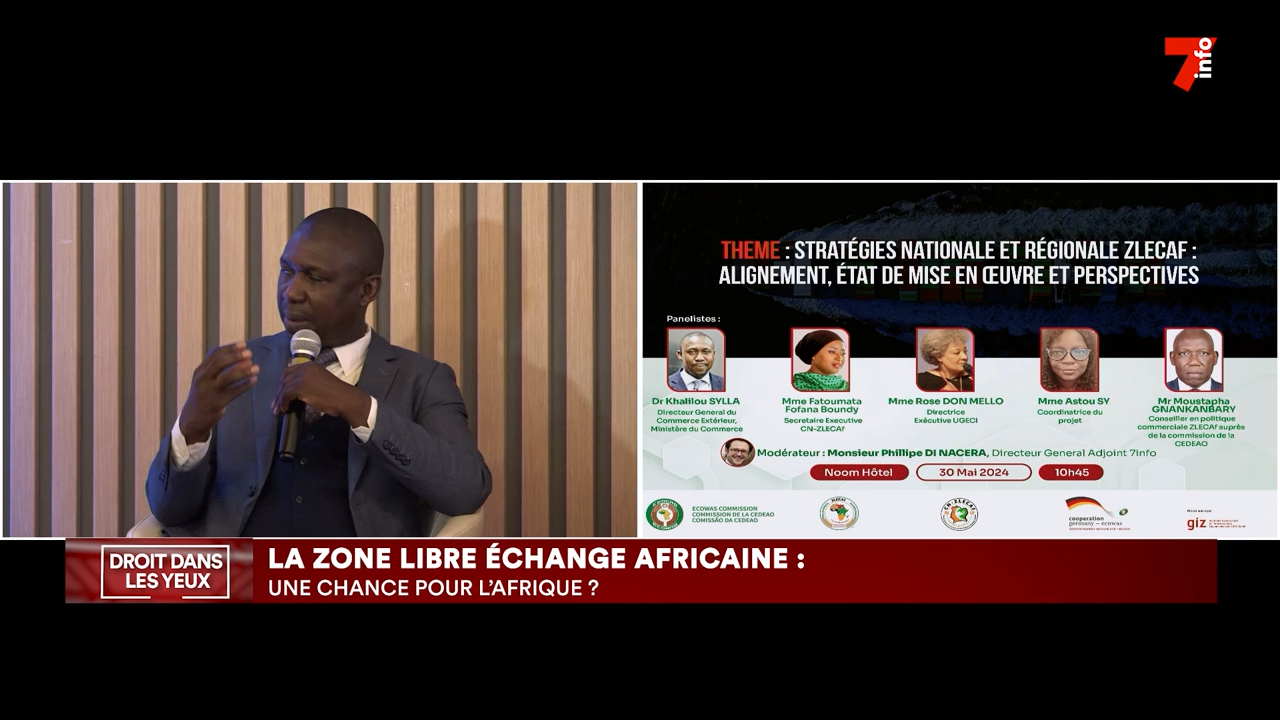 7info
THEME : STRATÉGIES NATIONALE ET RÉGIONALE ZLECAF :
ALIGNEMENT, ÉTAT DE MISE EN ŒUVRE ET PERSPECTIVES
Panelistes :
Dr Khalilou SYLLA
Directeur General du
Commerce Extérieur,
Ministère du Commerce
Mme Fatoumata
Fofana Boundy
Secretaire Executive
CN-ZLECAf
Mme Rose DON MELLO
Directrice
Exécutive UGECI
Mme Astou SY
Coordinatrice du
projet
Mr Moustapha
GNANKANBARY
Conseiller en politique
commerciale ZLECAf auprès
de la commission de la
CEDEAO
Modérateur : Monsieur Phillipe DI NACERA, Directeur General Adjoint 7info
Noom Hôtel
30 Mai 2024
10h45
ECOWAS COMMISSION
COMMISSION DE LA CEDEAO
COMISSÃO DA CEDEAO
CN-ZLECAf
cooperation
germany – ecowas
giz
DROIT DANS
LES YEUX
LA ZONE LIBRE ÉCHANGE AFRICAINE :
UNE CHANCE POUR L'AFRIQUE ?